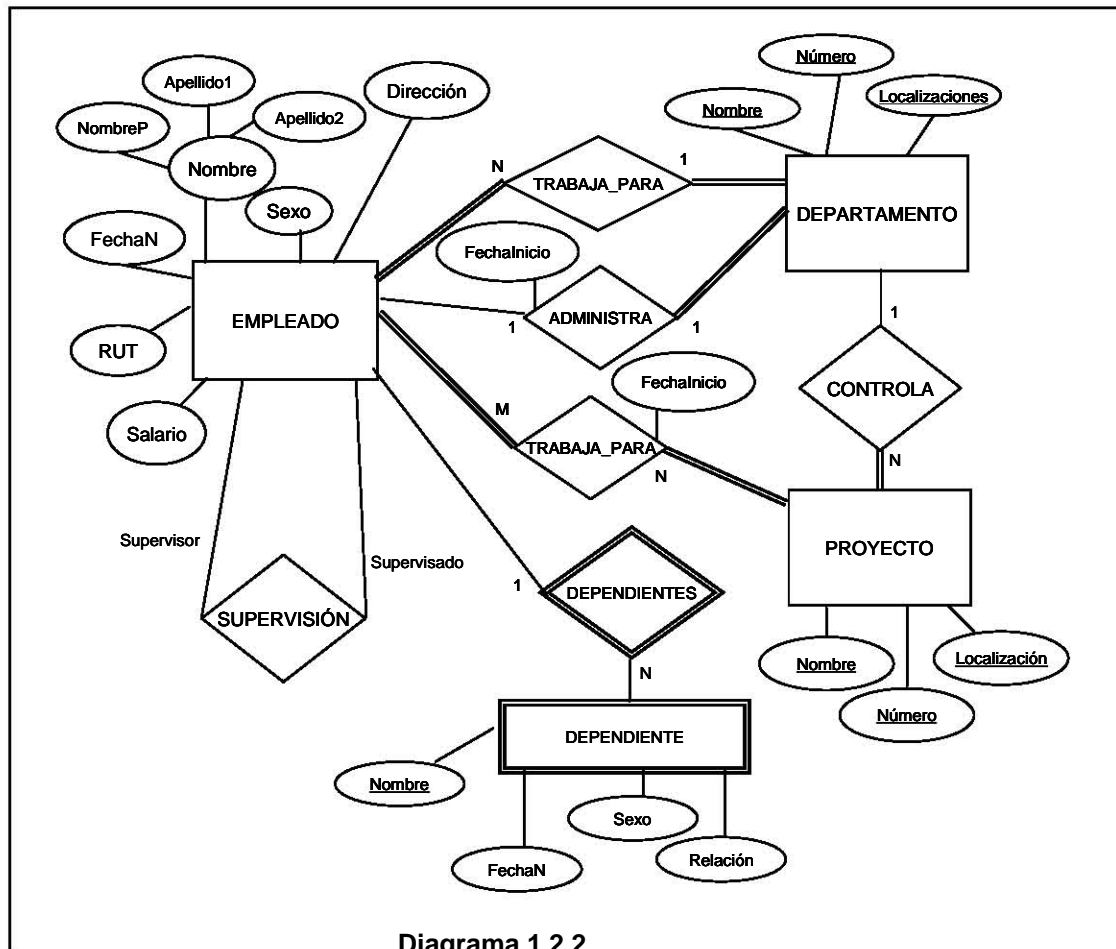 Número
Apellido1
Dirección
Localizaciones
Nombre
Apellido2
NombreP
Nombre
N
1
TRABAJA_PARA
Sexo
DEPARTAMENTO
FechaN
FechaInicio
EMPLEADO
1
ADMINISTRA
1
1
RUT
FechaInicio
CONTROLA
M
Salario
TRABAJA_PARA
N
N
Supervisor
PROYECTO
Supervisado
1
DEPENDIENTES
SUPERVISIÓN
Nombre
Localización
N
Número
DEPENDIENTE
Nombre
Sexo
FechaN
Relación
Diagrama 1.2.2